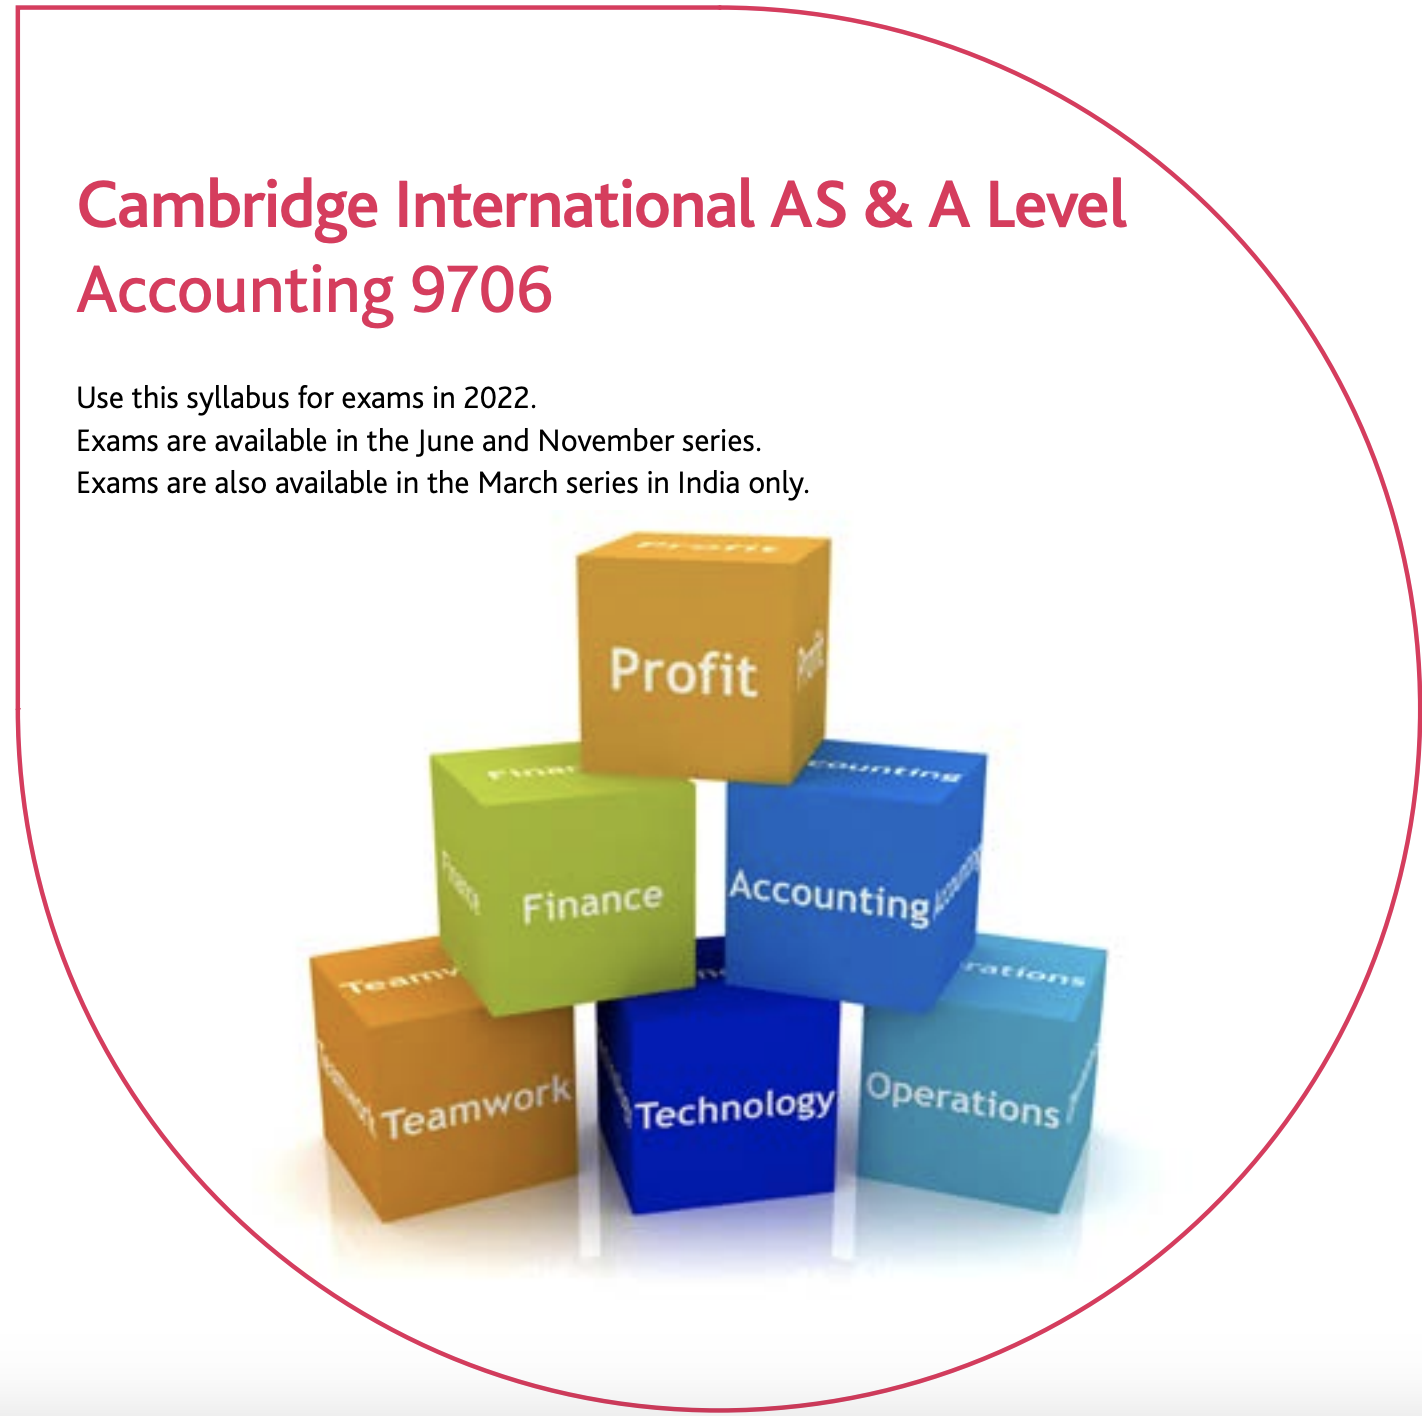 Cambridge International AS & A Level
Accounting 9706
Use this syllabus for exams in 2022.
Exams are available in the June and November series.
Exams are also available in the March series in India only.
Profit
Profit
Profit
Finance
Finance
counting
Accounting
Accounting
Teamw
Teamwork
Teamwork
Technology
rations
Operations